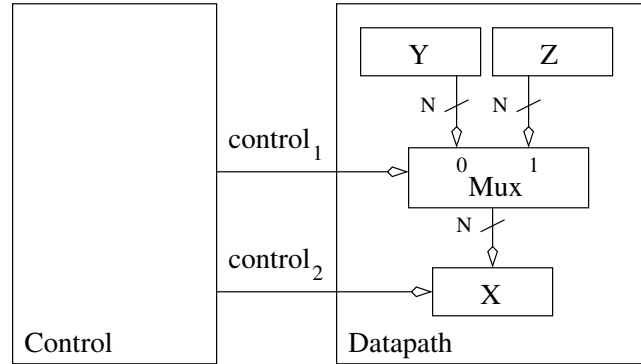 Y Z
N N
control1
0 1
Mux
N
control2
X
Control Datapath